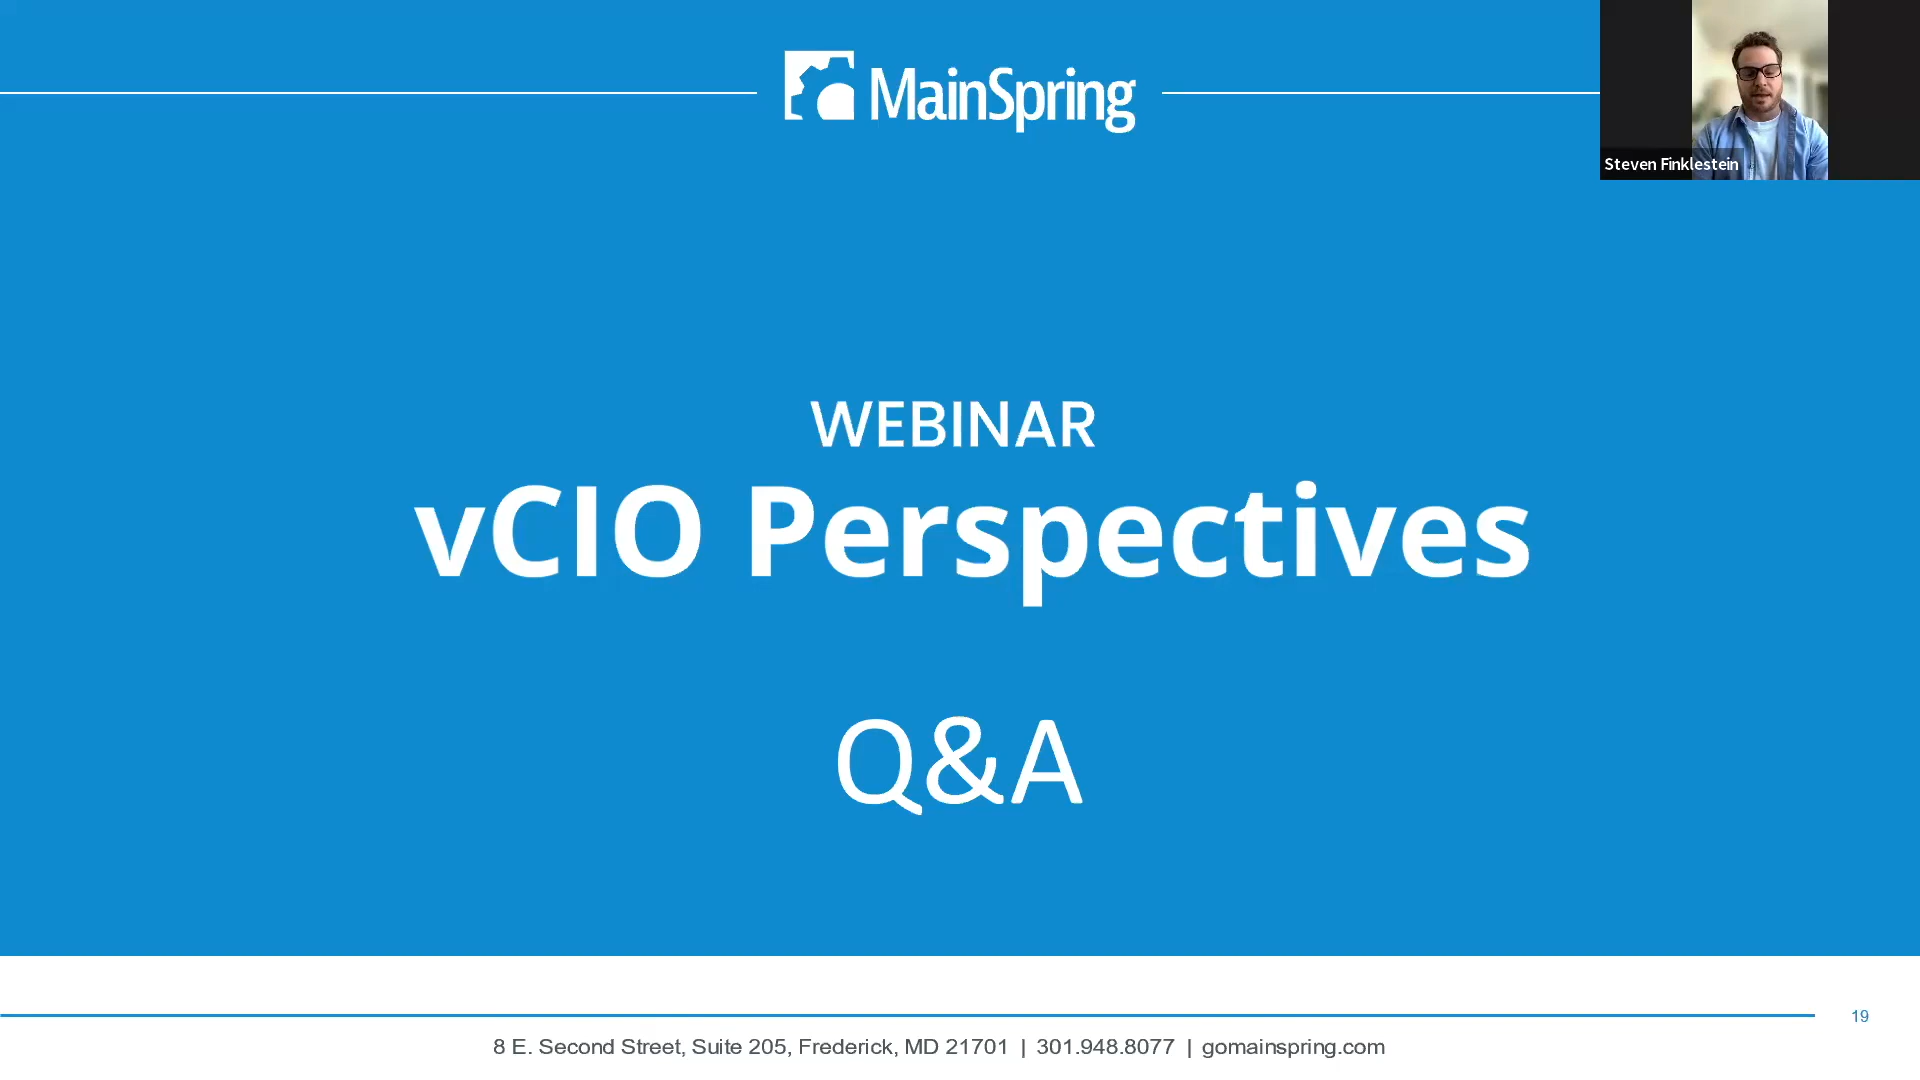 MainSpring
Steven Finklestein
WEBINAR
vCIO Perspectives
Q&A
19
8 E. Second Street, Suite 205, Frederick, MD 21701 | 301.948.8077 | gomainspring.com